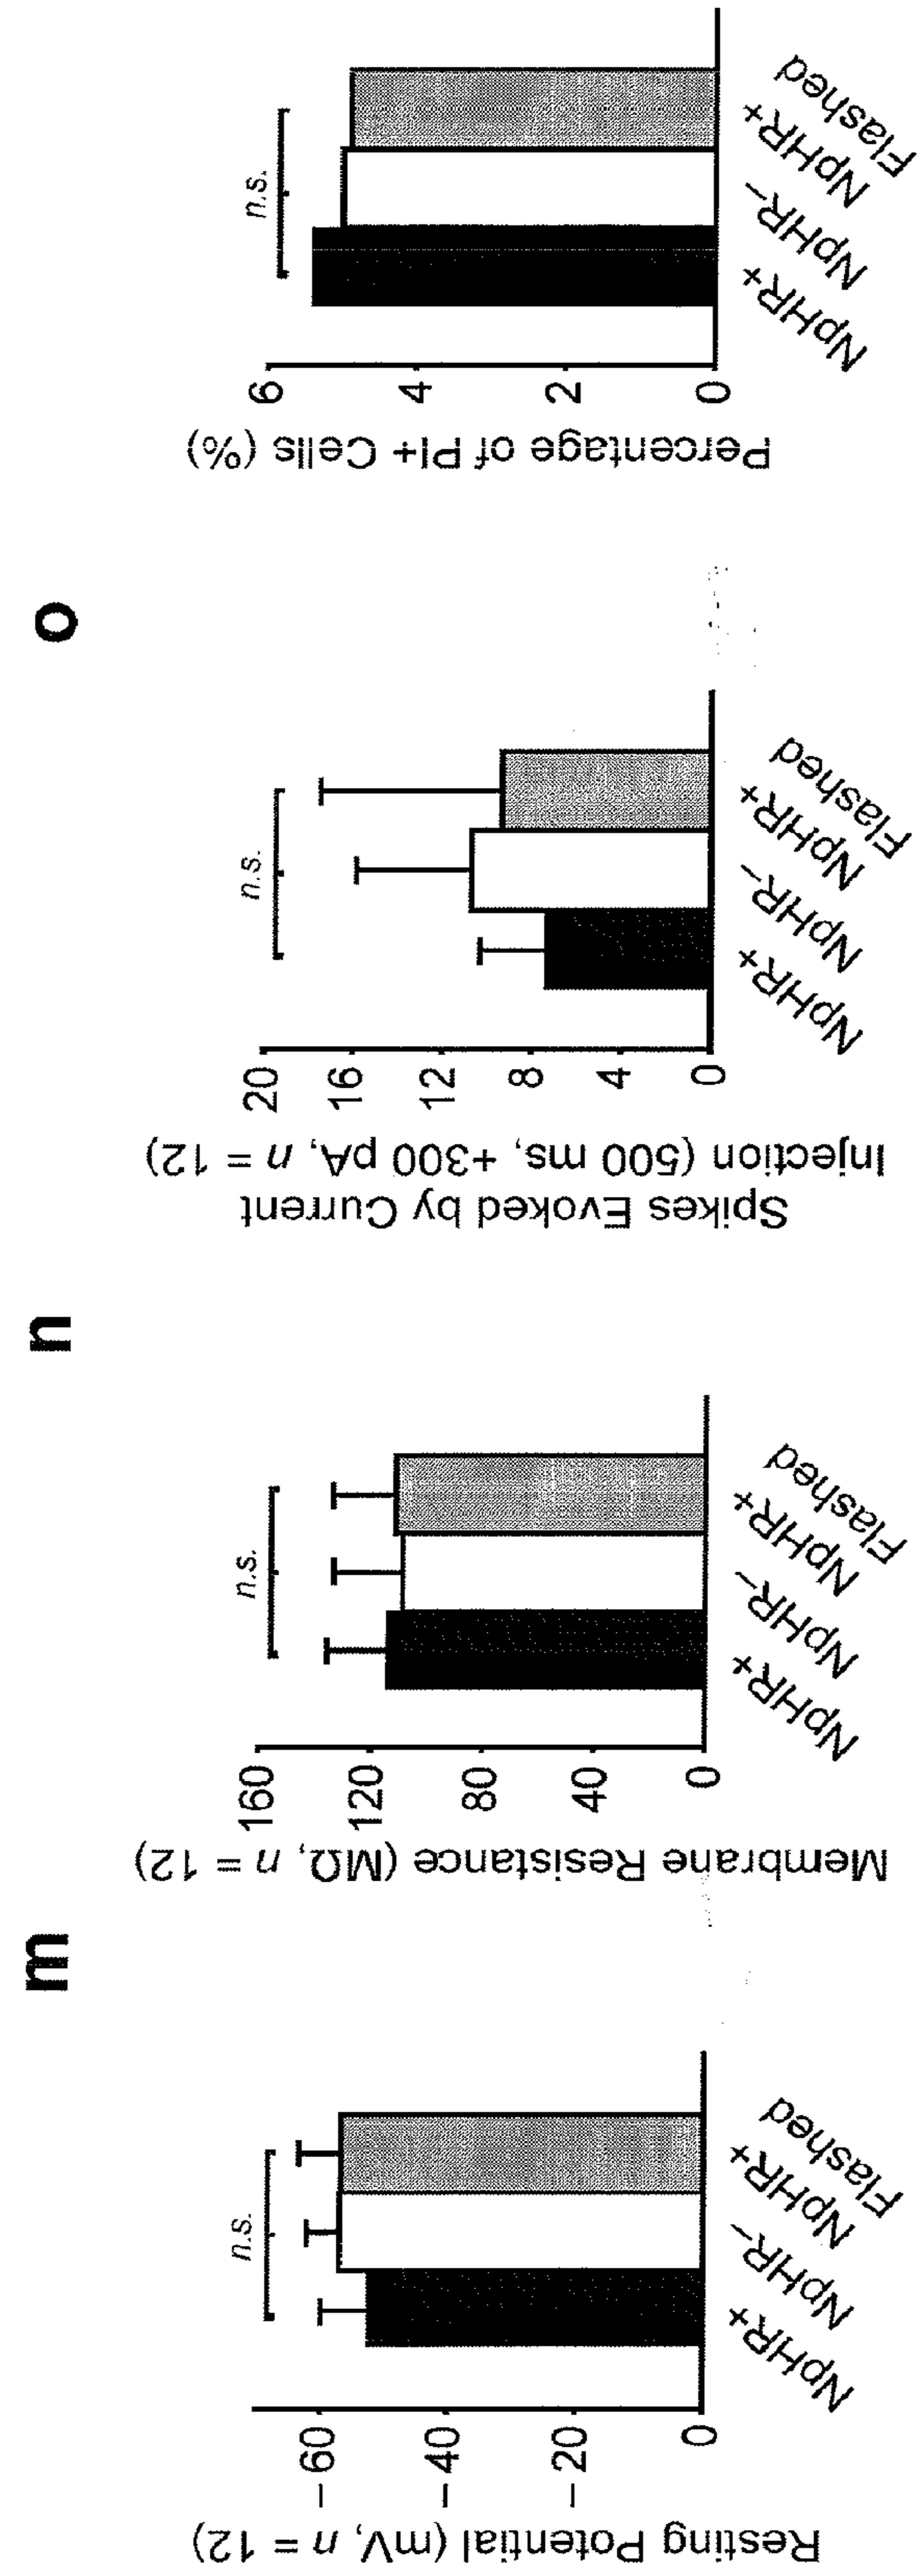 m
n
o
Resting Potential (mV, n = 12)
– 60
– 40
– 20
0
n.s.
NpHR+
NpHR–
NpHR+
Flashed
Membrane Resistance (MΩ, n = 12)
160
120
80
40
0
n.s.
NpHR+
NpHR–
NpHR+
Flashed
Spikes Evoked by Current
Injection (500 ms, +300 pA, n = 12)
20
16
12
8
4
0
n.s.
NpHR+
NpHR–
NpHR+
Flashed
Percentage of PI+ Cells (%)
6
4
2
0
n.s.
NpHR+
NpHR–
NpHR+
Flashed